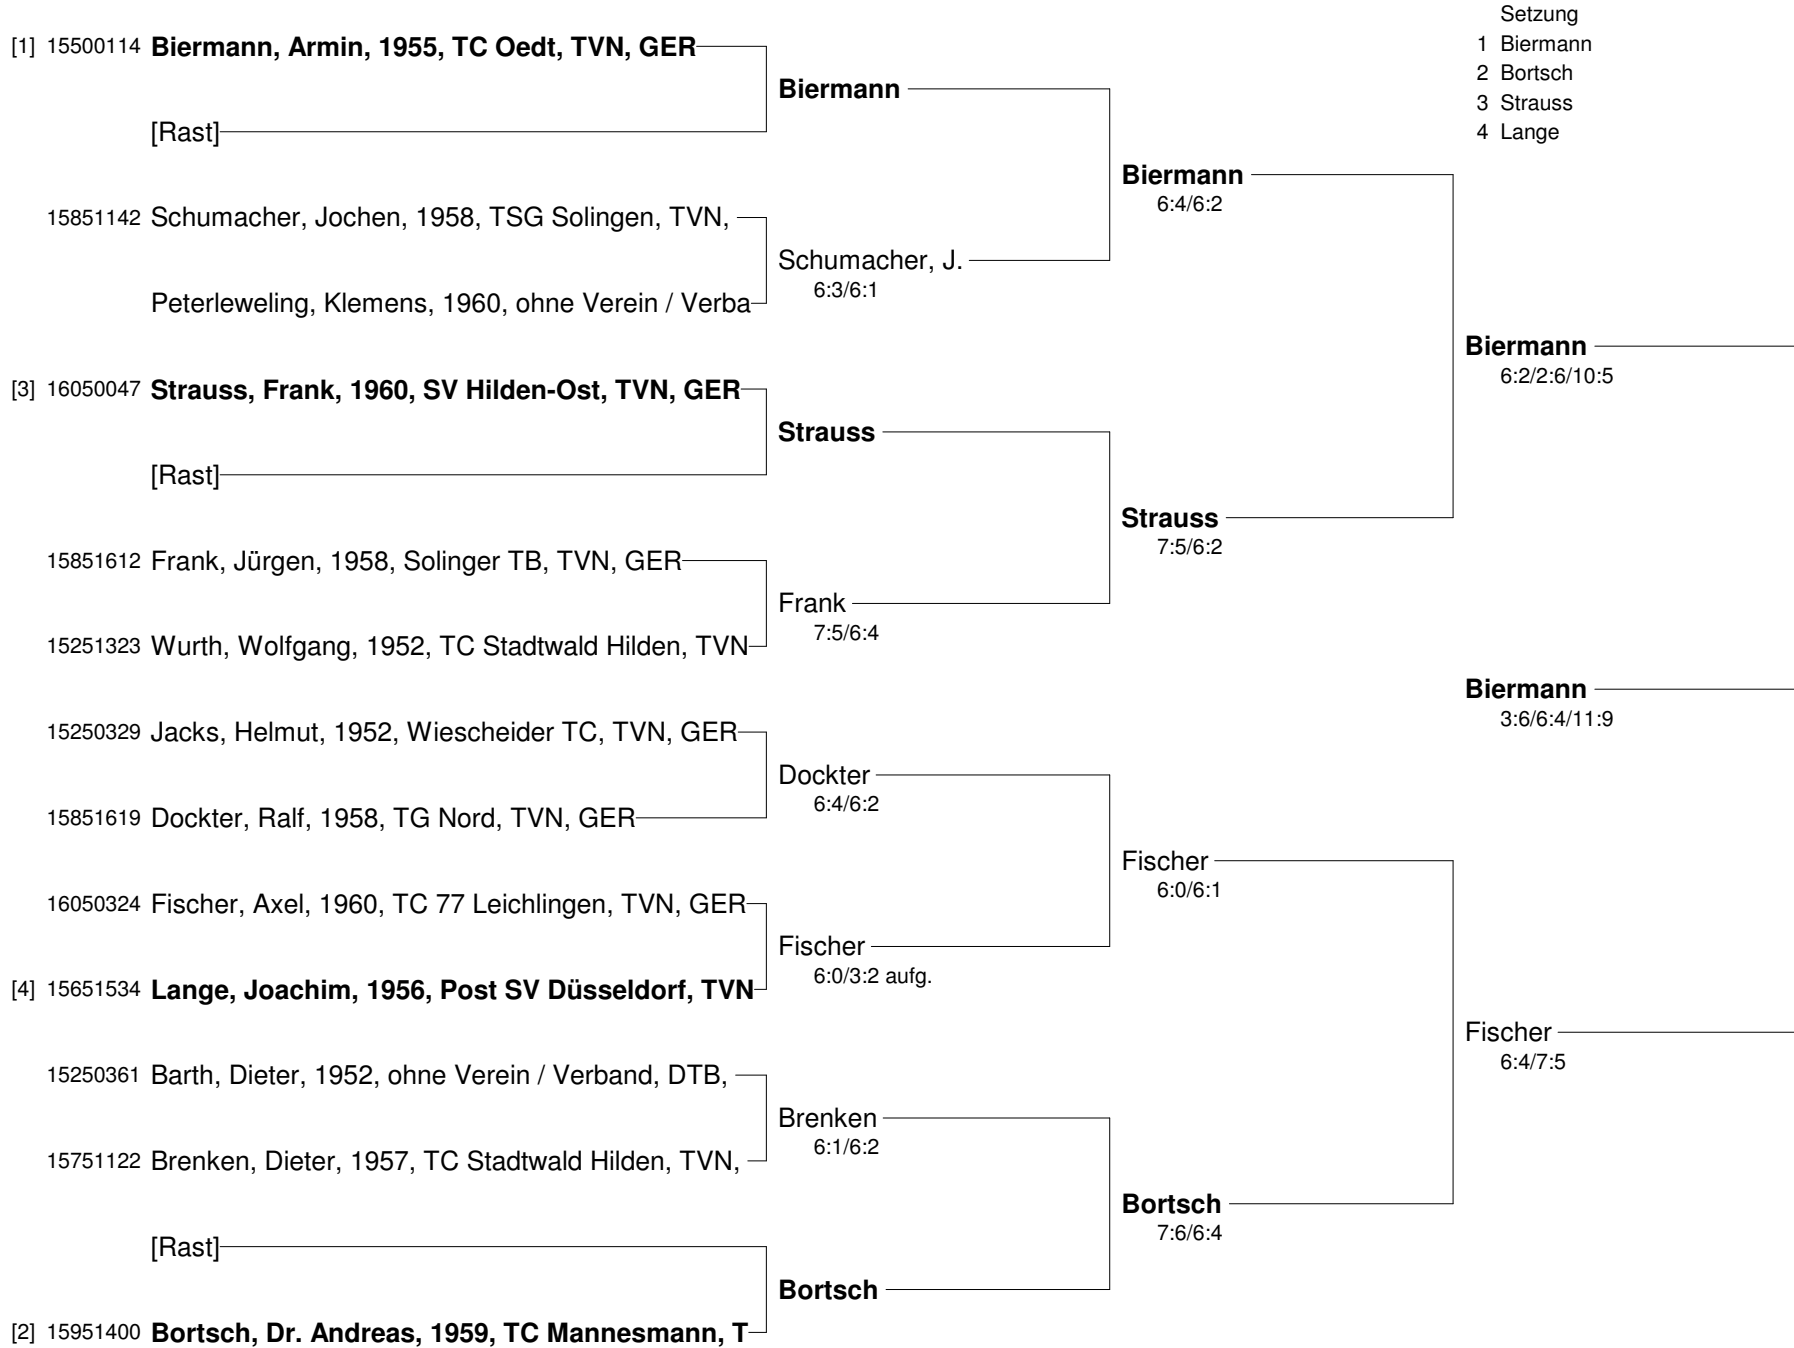 Setzung
1 Biermann
2 Bortsch
3 Strauss
4 Lange
[1] 15500114 Biermann, Armin, 1955, TC Oedt, TVN, GER
[Rast]
15851142 Schumacher, Jochen, 1958, TSG Solingen, TVN,
Peterleweling, Klemens, 1960, ohne Verein / Verba
[3] 16050047 Strauss, Frank, 1960, SV Hilden-Ost, TVN, GER
[Rast]
15851612 Frank, Jürgen, 1958, Solinger TB, TVN, GER
15251323 Wurth, Wolfgang, 1952, TC Stadtwald Hilden, TVN
15250329 Jacks, Helmut, 1952, Wiescheider TC, TVN, GER
15851619 Dockter, Ralf, 1958, TG Nord, TVN, GER
16050324 Fischer, Axel, 1960, TC 77 Leichlingen, TVN, GER
[4] 15651534 Lange, Joachim, 1956, Post SV Düsseldorf, TVN
15250361 Barth, Dieter, 1952, ohne Verein / Verband, DTB,
15751122 Brenken, Dieter, 1957, TC Stadtwald Hilden, TVN,
[Rast]
[2] 15951400 Bortsch, Dr. Andreas, 1959, TC Mannesmann, T
Biermann
Schumacher, J.
6:3/6:1
Strauss
Frank
7:5/6:4
Dockter
6:4/6:2
Fischer
6:0/3:2 aufg.
Brenken
6:1/6:2
Bortsch
Biermann
6:4/6:2
Strauss
7:5/6:2
Fischer
6:0/6:1
Bortsch
7:6/6:4
Biermann
6:2/2:6/10:5
Biermann
3:6/6:4/11:9
Fischer
6:4/7:5